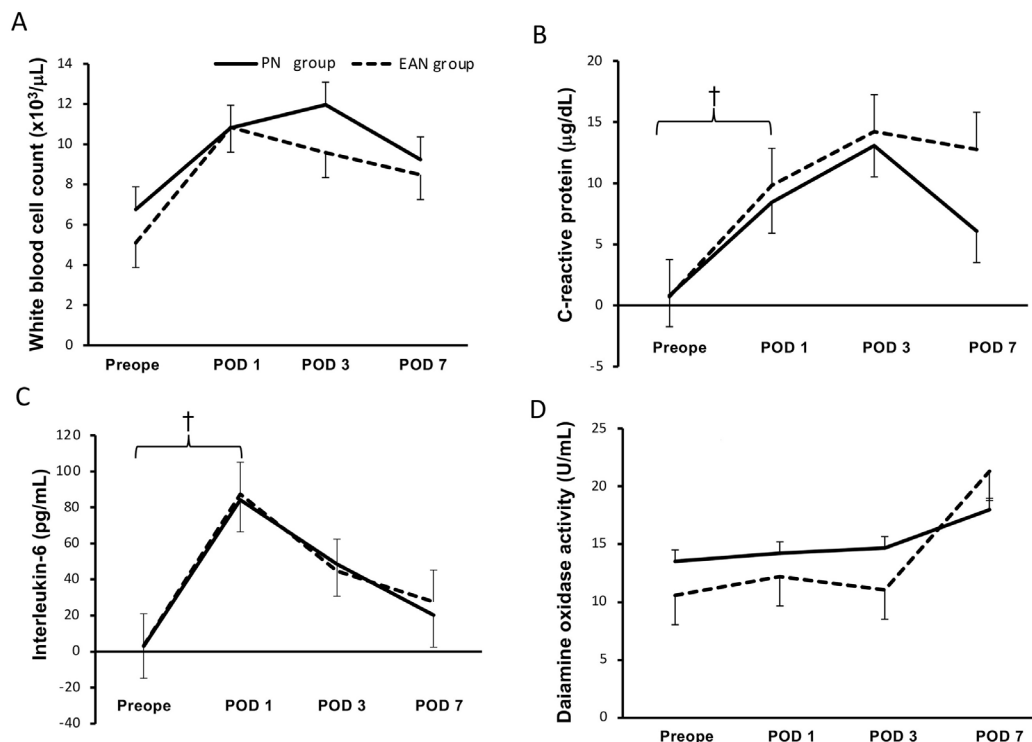 A
White blood cell count (x10³/µL)
14
12
10
8
6
4
2
0
PN group
EAN group
Preope POD 1 POD 3 POD 7
B
C-reactive protein (µg/dL)
20
15
10
5
0
-5
†
Preope POD 1 POD 3 POD 7
C
Interleukin-6 (pg/mL)
120
100
80
60
40
20
0
-20
-40
†
Preope POD 1 POD 3 POD 7
D
Daiamine oxidase activity (U/mL)
25
20
15
10
5
0
Preope POD 1 POD 3 POD 7